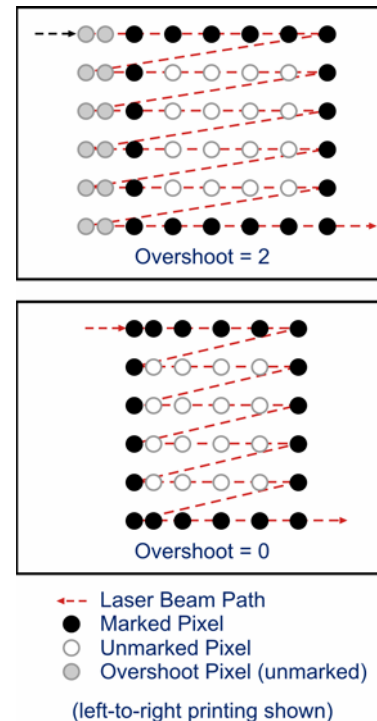 Overshoot = 2
Overshoot = 0
Laser Beam Path
Marked Pixel
Unmarked Pixel
Overshoot Pixel (unmarked)
(left-to-right printing shown)